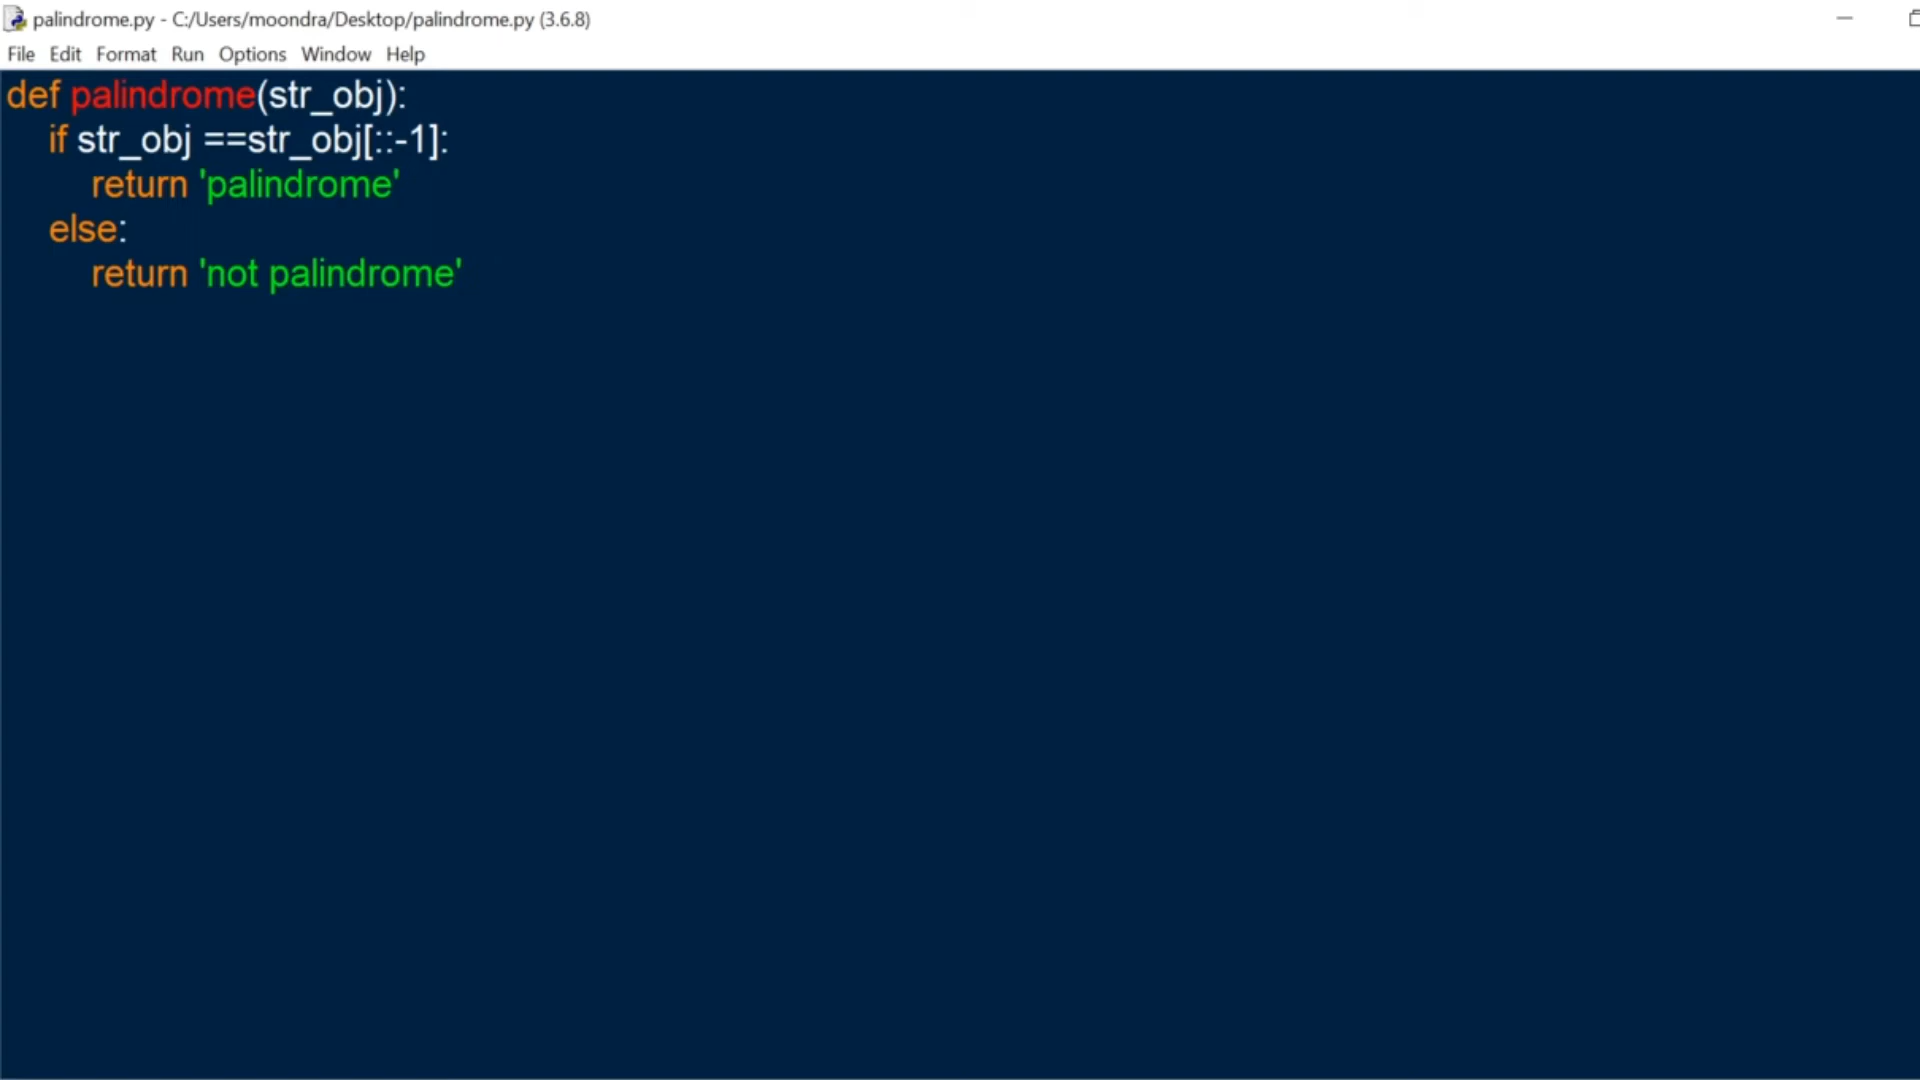 palindrome.py - C:/Users/moondra/Desktop/palindrome.py (3.6.8)
File Edit Format Run Options Window Help
def palindrome(str_obj):
    if str_obj ==str_obj[::-1]:
        return 'palindrome'
    else:
        return 'not palindrome'